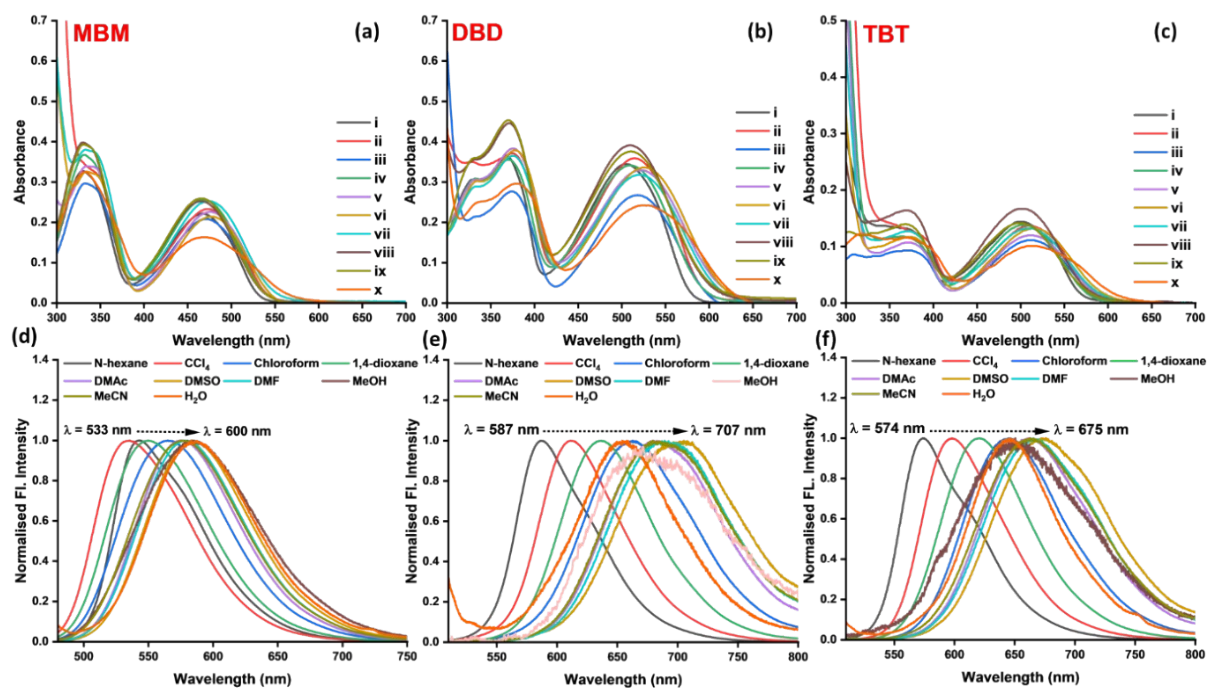 MBM
(a)
0.7
0.6
0.5
0.4
0.3
0.2
0.1
0.0
Absorbance
i
ii
iii
iv
v
vi
vii
viii
ix
x
300 350 400 450 500 550 600 650 700
Wavelength (nm)
DBD
(b)
0.7
0.6
0.5
0.4
0.3
0.2
0.1
0.0
Absorbance
i
ii
iii
iv
v
vi
vii
viii
ix
x
300 400 500 600 700
Wavelength (nm)
TBT
(c)
0.5
0.4
0.3
0.2
0.1
0.0
Absorbance
i
ii
iii
iv
v
vi
vii
viii
ix
x
300 400 500 600 700
Wavelength (nm)
(d)
1.4
1.2
1.0
0.8
0.6
0.4
0.2
0.0
Normalised Fl. Intensity
N-hexane CCl₄ Chloroform 1,4-dioxane
DMAc DMSO DMF MeOH
MeCN H₂O
λ = 533 nm λ = 600 nm
500 550 600 650 700 750
Wavelength (nm)
(e)
1.4
1.2
1.0
0.8
0.6
0.4
0.2
0.0
Normalised Fl. Intensity
N-hexane CCl₄ Chloroform 1,4-dioxane
DMAc DMSO DMF MeOH
MeCN H₂O
λ = 587 nm λ = 707 nm
550 600 650 700 750 800
Wavelength (nm)
(f)
1.4
1.2
1.0
0.8
0.6
0.4
0.2
0.0
Normalised Fl. Intensity
N-hexane CCl₄ Chloroform 1,4-dioxane
DMAc DMSO DMF MeOH
MeCN H₂O
λ = 574 nm λ = 675 nm
550 600 650 700 750 800
Wavelength (nm)